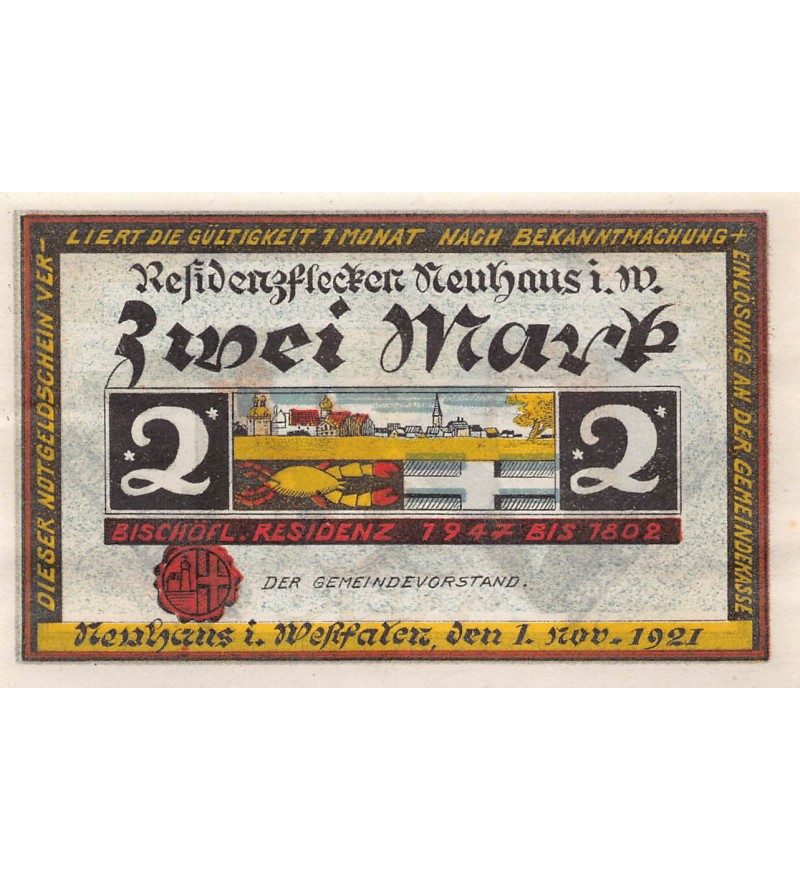 DIESER NOTGELDSCHEIN VER-
LIERT DIE GÜLTIGKEIT 1 MONAT NACH BEKANNTMACHUNG +
EINLÖSUNG AN DER GEMEINDEKASSE
Residenzflecken Neuhaus i. W.
Zwei Mark
2 2
BISCHÖFL. RESIDENZ 1947 BIS 1802
DER GEMEINDEVORSTAND.
Neuhaus i. Westfalen, den 1. Nov. 1921